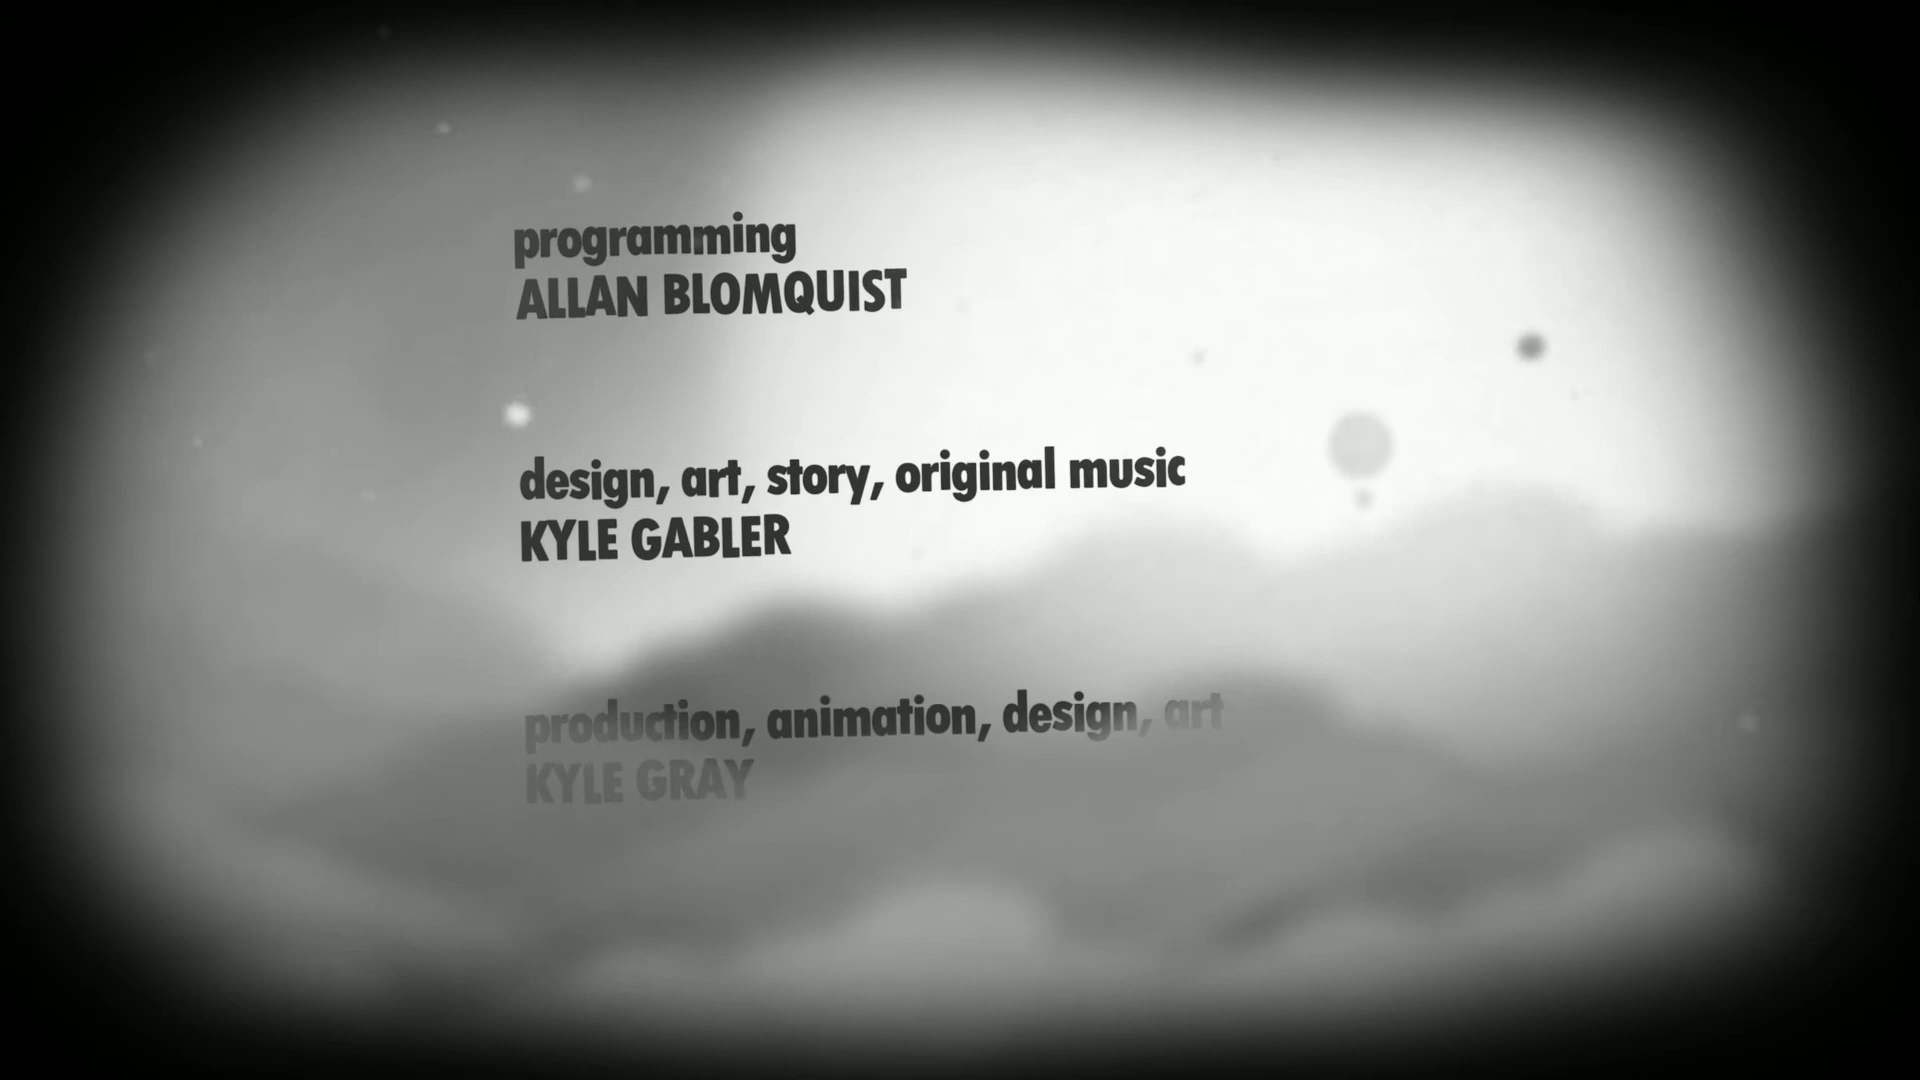 programming
ALLAN BLOMQUIST
design, art, story, original music
KYLE GABLER
production, animation, design, art
KYLE GRAY